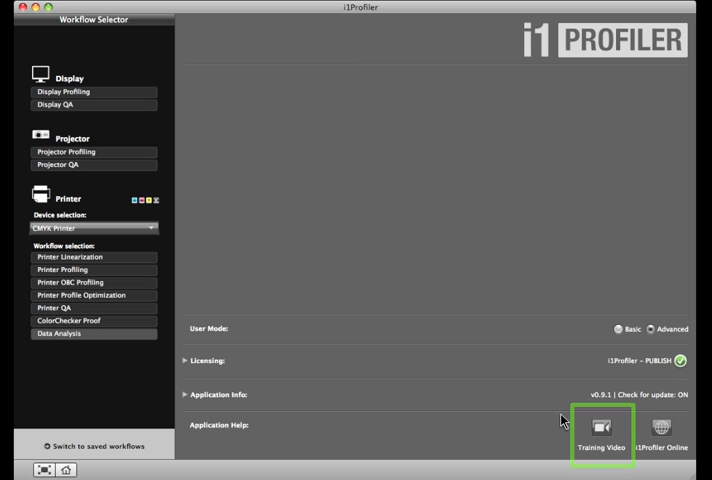 i1Profiler
Workflow Selector
i1 PROFILER
Display
Display Profiling
Display QA
Projector
Projector Profiling
Projector QA
Printer
Device selection:
CMYK Printer
Workflow selection:
Printer Linearization
Printer Profiling
Printer OBC Profiling
Printer Profile Optimization
Printer QA
ColorChecker Proof
Data Analysis
Switch to saved workflows
User Mode:
Basic Advanced
Licensing:
i1Profiler - PUBLISH
Application Info:
v0.9.1 | Check for update: ON
Application Help:
Training Video
i1Profiler Online